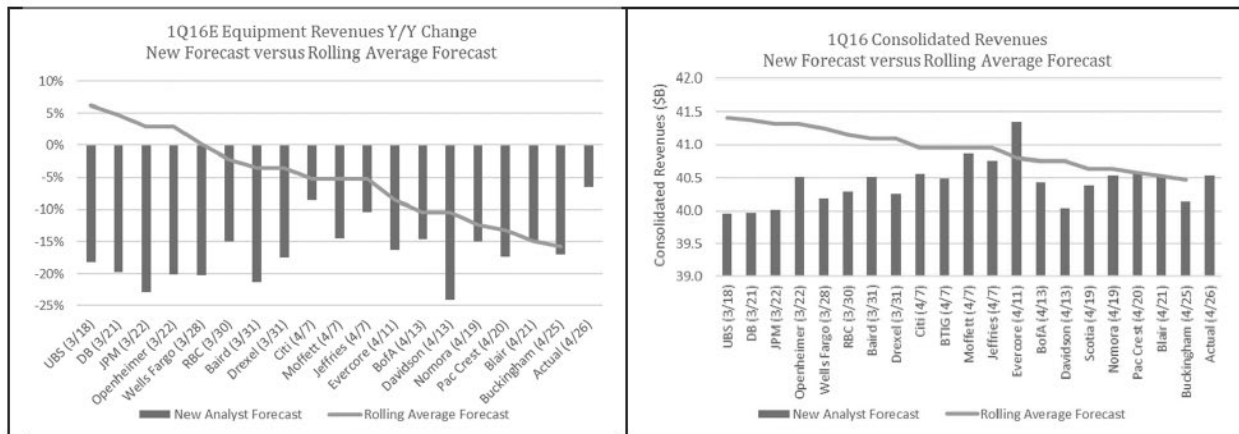 1Q16E Equipment Revenues Y/Y Change
New Forecast versus Rolling Average Forecast
10%
5%
0%
-5%
-10%
-15%
-20%
-25%
UBS (3/18)
DB (3/21)
JPM (3/22)
Openheimer (3/22)
Wells Fargo (3/28)
RBC (3/30)
Baird (3/31)
Drexel (3/31)
Citi (4/7)
Moffett (4/7)
Jeffries (4/7)
Evercore (4/11)
BofA (4/13)
Davidson (4/13)
Nomora (4/19)
Pac Crest (4/20)
Blair (4/21)
Buckingham (4/25)
Actual (4/26)
New Analyst Forecast
Rolling Average Forecast
1Q16 Consolidated Revenues
New Forecast versus Rolling Average Forecast
Consolidated Revenues ($B)
42.0
41.5
41.0
40.5
40.0
39.5
39.0
UBS (3/18)
DB (3/21)
JPM (3/22)
Openheimer (3/22)
Wells Fargo (3/28)
RBC (3/30)
Baird (3/31)
Drexel (3/31)
Citi (4/7)
BTIG (4/7)
Moffett (4/7)
Jeffries (4/7)
Evercore (4/11)
BofA (4/13)
Davidson (4/13)
Scotia (4/19)
Nomora (4/19)
Pac Crest (4/20)
Blair (4/21)
Buckingham (4/25)
Actual (4/26)
New Analyst Forecast
Rolling Average Forecast